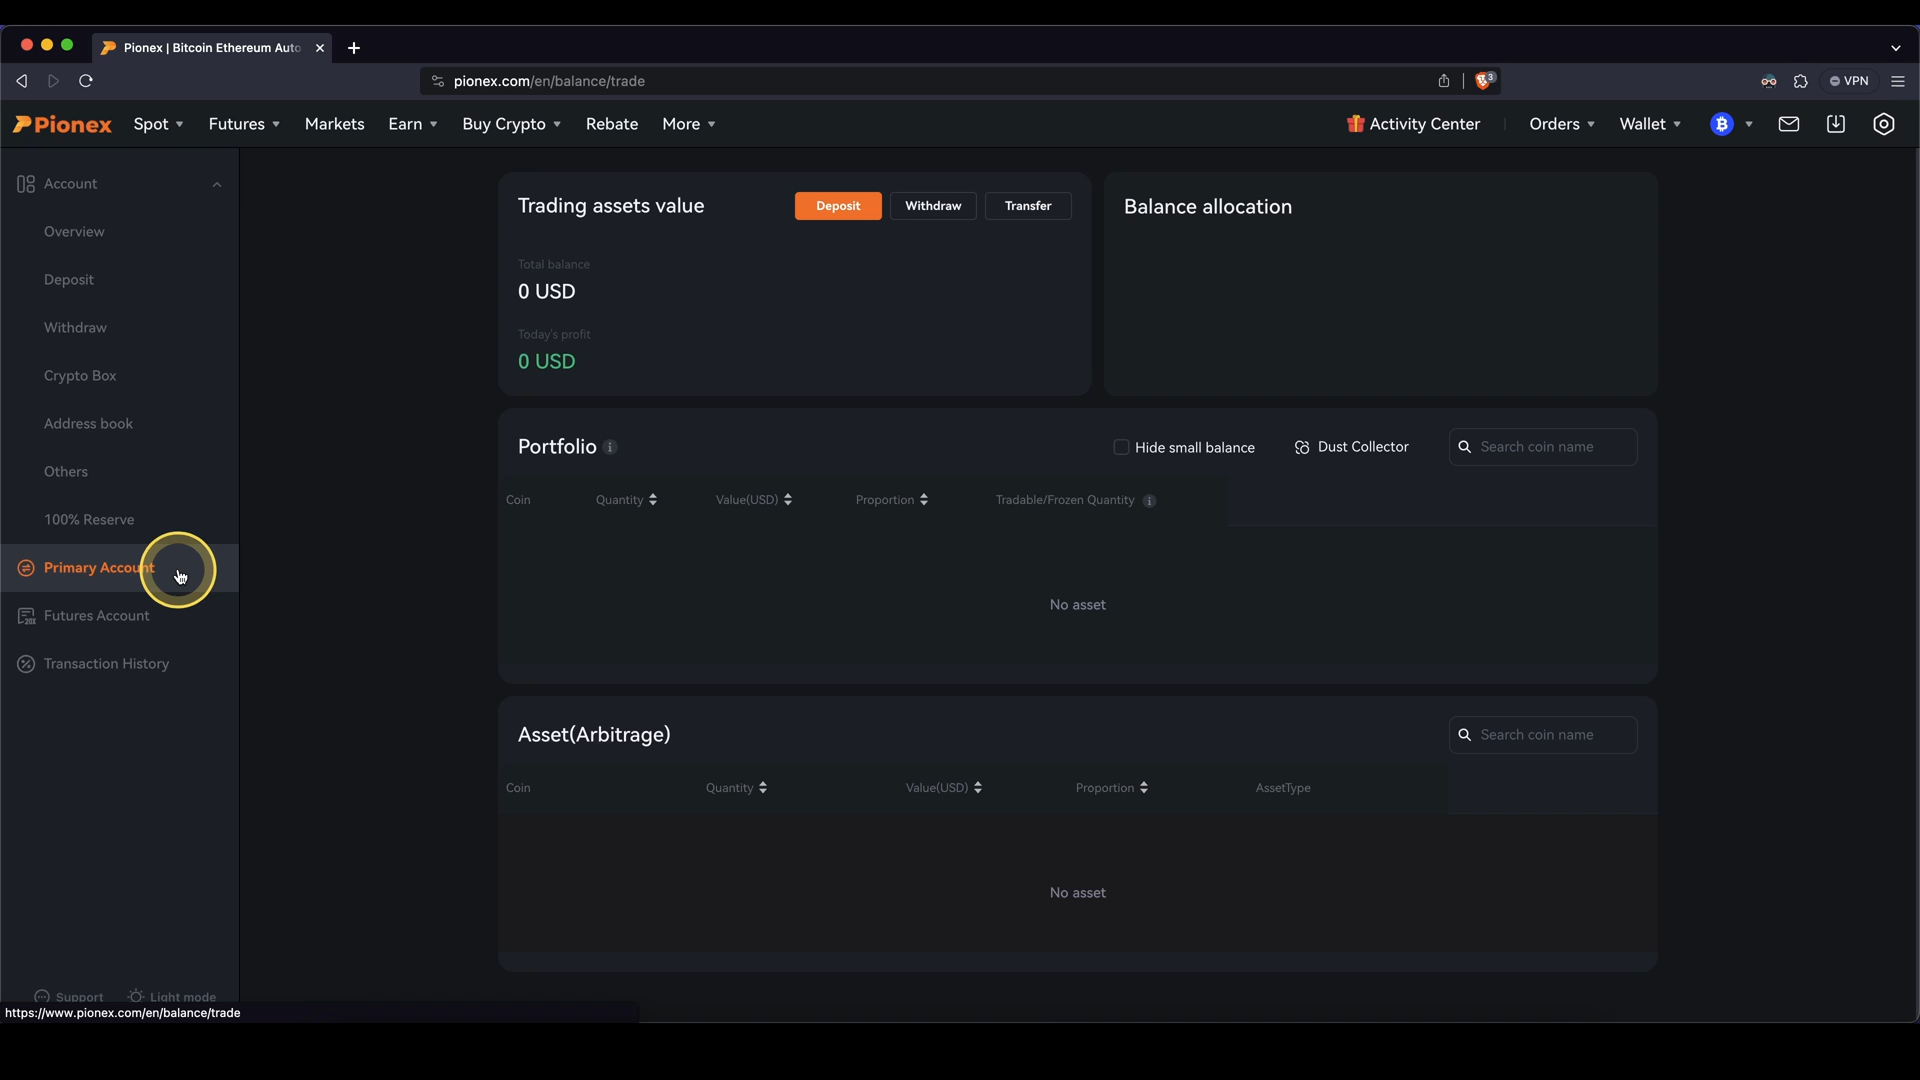 Pionex | Bitcoin Ethereum Auto
pionex.com/en/balance/trade
3
VPN
Pionex
Spot
Futures
Markets
Earn
Buy Crypto
Rebate
More
Activity Center
Orders
Wallet
Account
Overview
Deposit
Withdraw
Crypto Box
Address book
Others
100% Reserve
Primary Account
20X
Futures Account
Transaction History
Support
Light mode
https://www.pionex.com/en/balance/trade
Trading assets value
Deposit
Withdraw
Transfer
Total balance
0 USD
Today's profit
0 USD
Balance allocation
Portfolio
Hide small balance
Dust Collector
Search coin name
Coin
Quantity
Value(USD)
Proportion
Tradable/Frozen Quantity
No asset
Asset(Arbitrage)
Search coin name
Coin
Quantity
Value(USD)
Proportion
AssetType
No asset